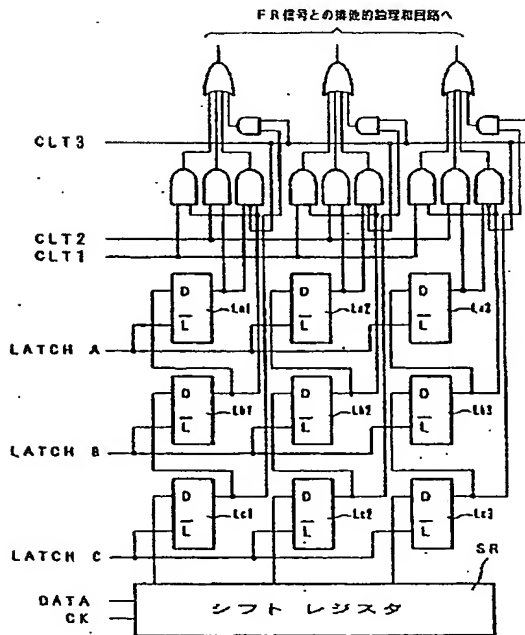 FR信号との排他的論理和回路へ
CLT3
CLT2
CLT1
D
L
La1
D
L
La2
D
L
La3
LATCH A
D
L
Lb1
D
L
Lb2
D
L
Lb3
LATCH B
D
L
Lc1
D
L
Lc2
D
L
Lc3
LATCH C
SR
DATA
CK
シフト レジスタ